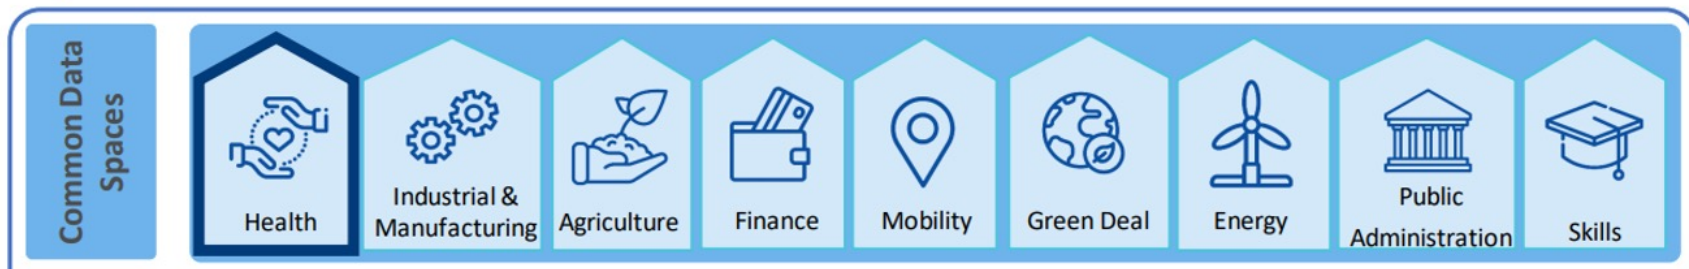 Common Data
Spaces
Health
Industrial &
Manufacturing
Agriculture
Finance
Mobility
Green Deal
Energy
Public
Administration
Skills